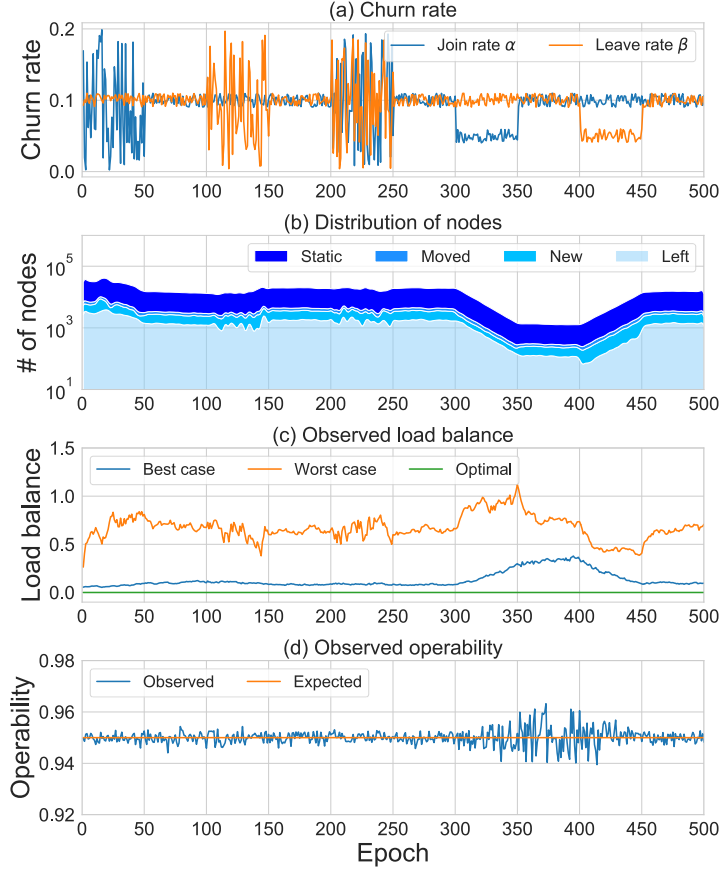 (a) Churn rate
Churn rate
0.2
0.1
0.0
Join rate α
Leave rate β
0 50 100 150 200 250 300 350 400 450 500
(b) Distribution of nodes
# of nodes
10^5
10^3
10^1
Static
Moved
New
Left
0 50 100 150 200 250 300 350 400 450 500
(c) Observed load balance
Load balance
1.5
1.0
0.5
0.0
Best case
Worst case
Optimal
0 50 100 150 200 250 300 350 400 450 500
(d) Observed operability
Operability
0.98
0.96
0.94
0.92
Observed
Expected
0 50 100 150 200 250 300 350 400 450 500
Epoch